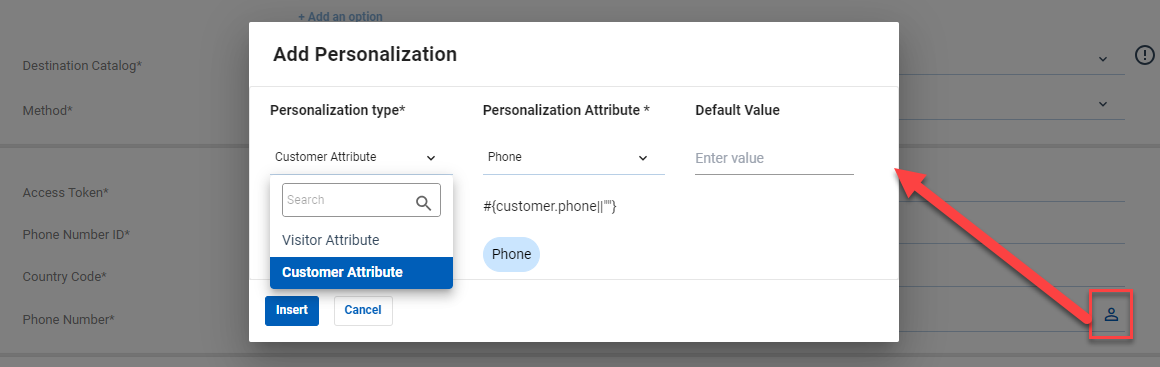 + Add an option
Destination Catalog*
Method*
Access Token*
Phone Number ID*
Country Code*
Phone Number*
Add Personalization
Personalization type*
Personalization Attribute *
Default Value
Customer Attribute
Phone
Enter value
Search
Visitor Attribute
Customer Attribute
#{customer.phone||""}
Phone
Insert
Cancel